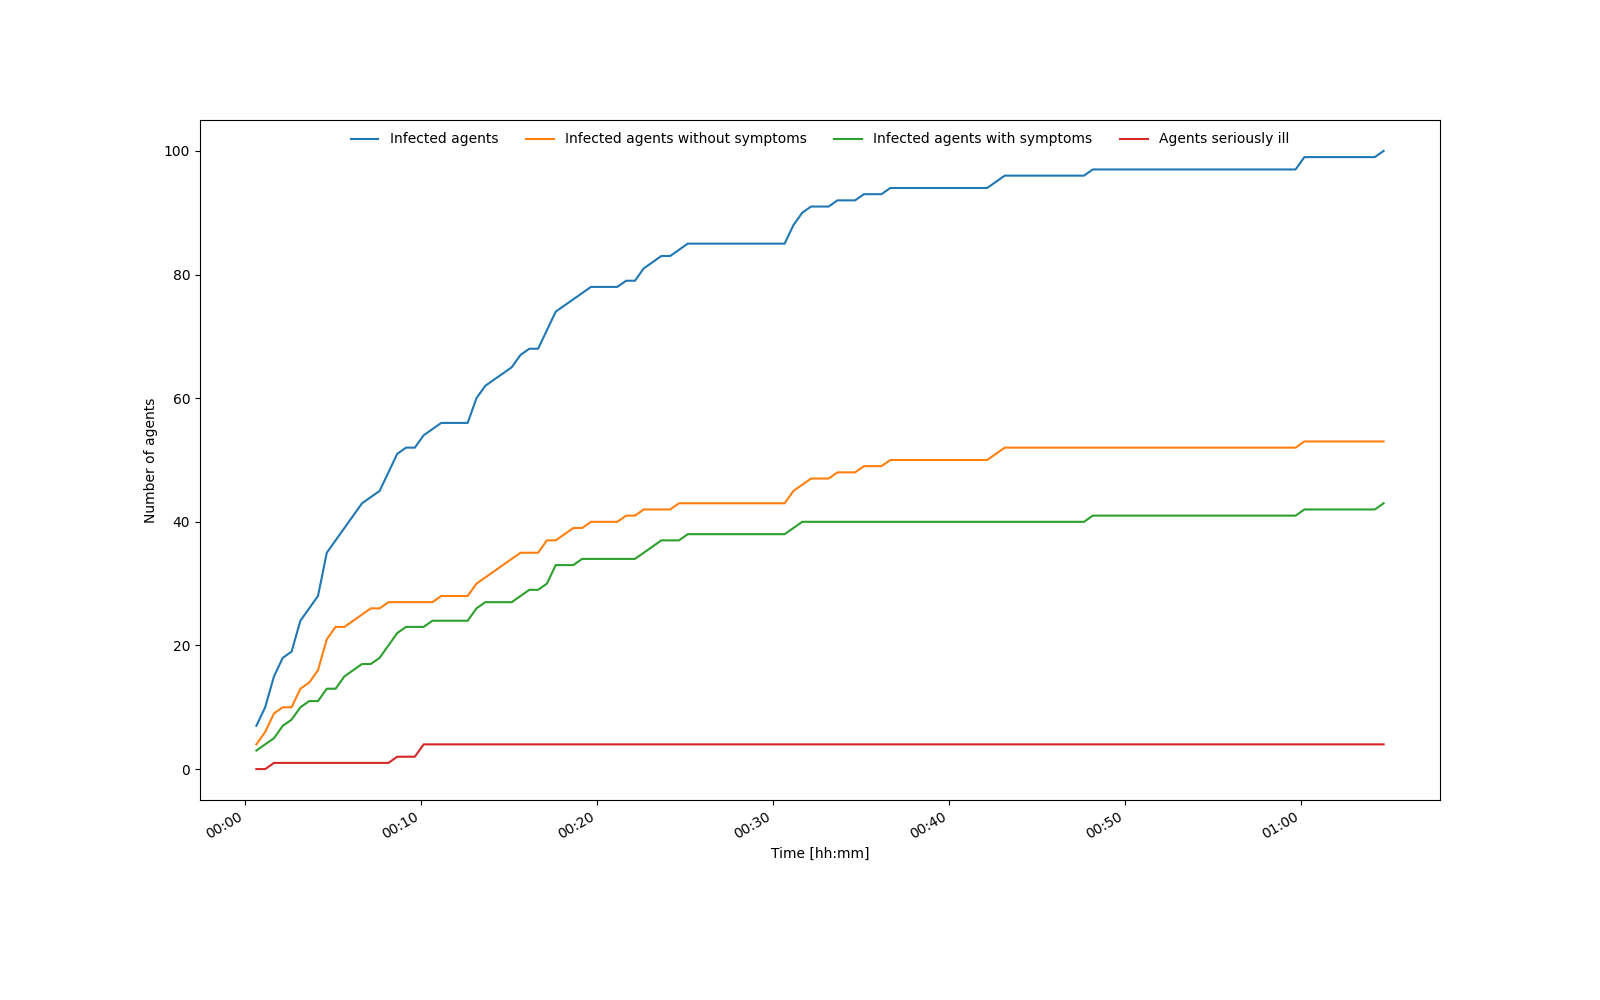 Infected agents Infected agents without symptoms Infected agents with symptoms Agents seriously ill
100
80
60
40
20
0
Number of agents
00:00 00:10 00:20 00:30 00:40 00:50 01:00
Time [hh:mm]